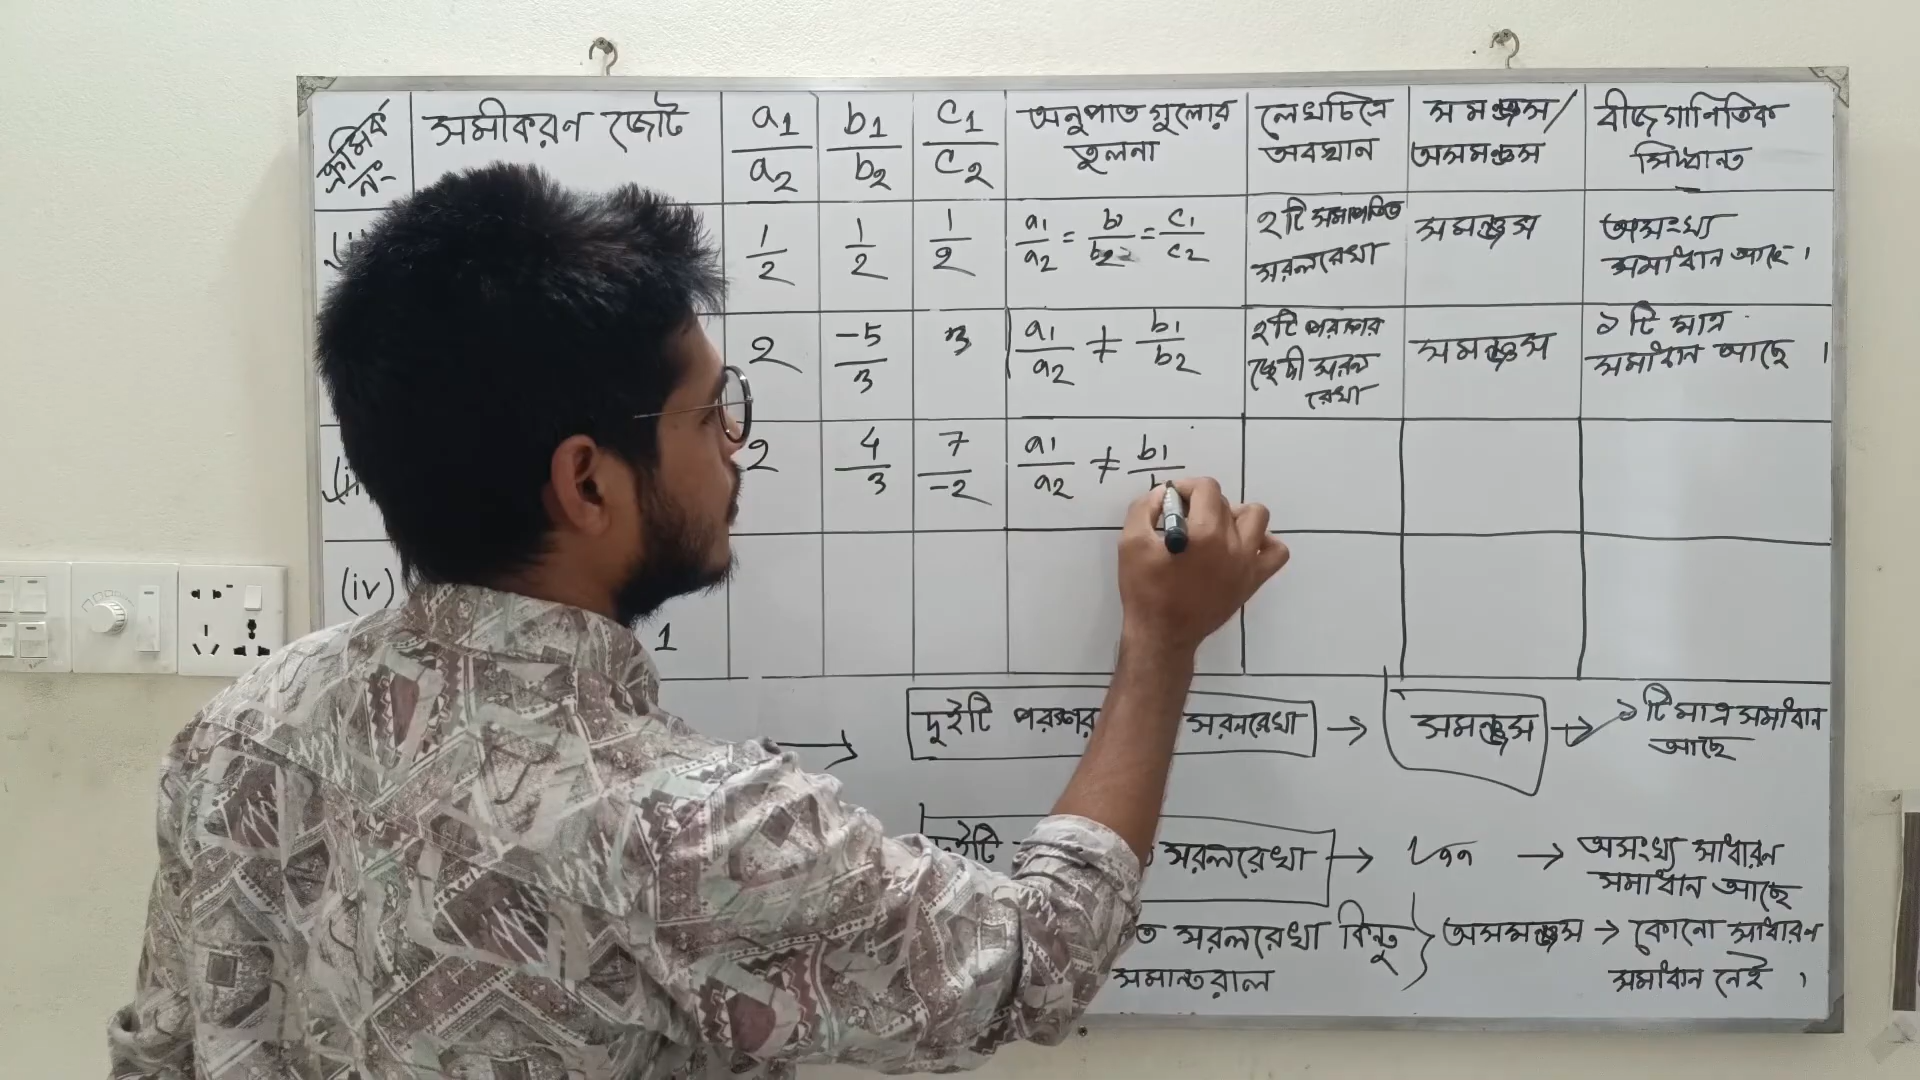 ক্রমিক নং সমীকরণ জোট a1/a2 b1/b2 c1/c2 অনুপাত গুলোর তুলনা লেখচিত্রে অবস্থান সমঞ্জস/অসমঞ্জস বীজগানিতিক সিদ্ধান্ত
1/2 1/2 1/2 a1/a2 = b1/b2 = c1/c2 ২টি সমাপতিত সরলরেখা সমঞ্জস অসংখ্য সমাধান আছে।
2 -5/3 3 a1/a2 ≠ b1/b2 ২টি পরস্পর ছেদী সরল রেখা সমঞ্জস ১টি মাত্র সমাধান আছে।
2 4/3 7/-2 a1/a2 ≠ b1/
(iv)
1
দুইটি পরস্পর সরলরেখা → সমঞ্জস → ১টি মাত্র সমাধান
আছে
দুইটি সরলরেখা → ৺ → অসংখ্য সাধারণ
সমাধান আছে
ত সরলরেখা কিন্তু } অসমঞ্জস → কোনো সাধারণ
সমান্তরাল সমাধান নেই।